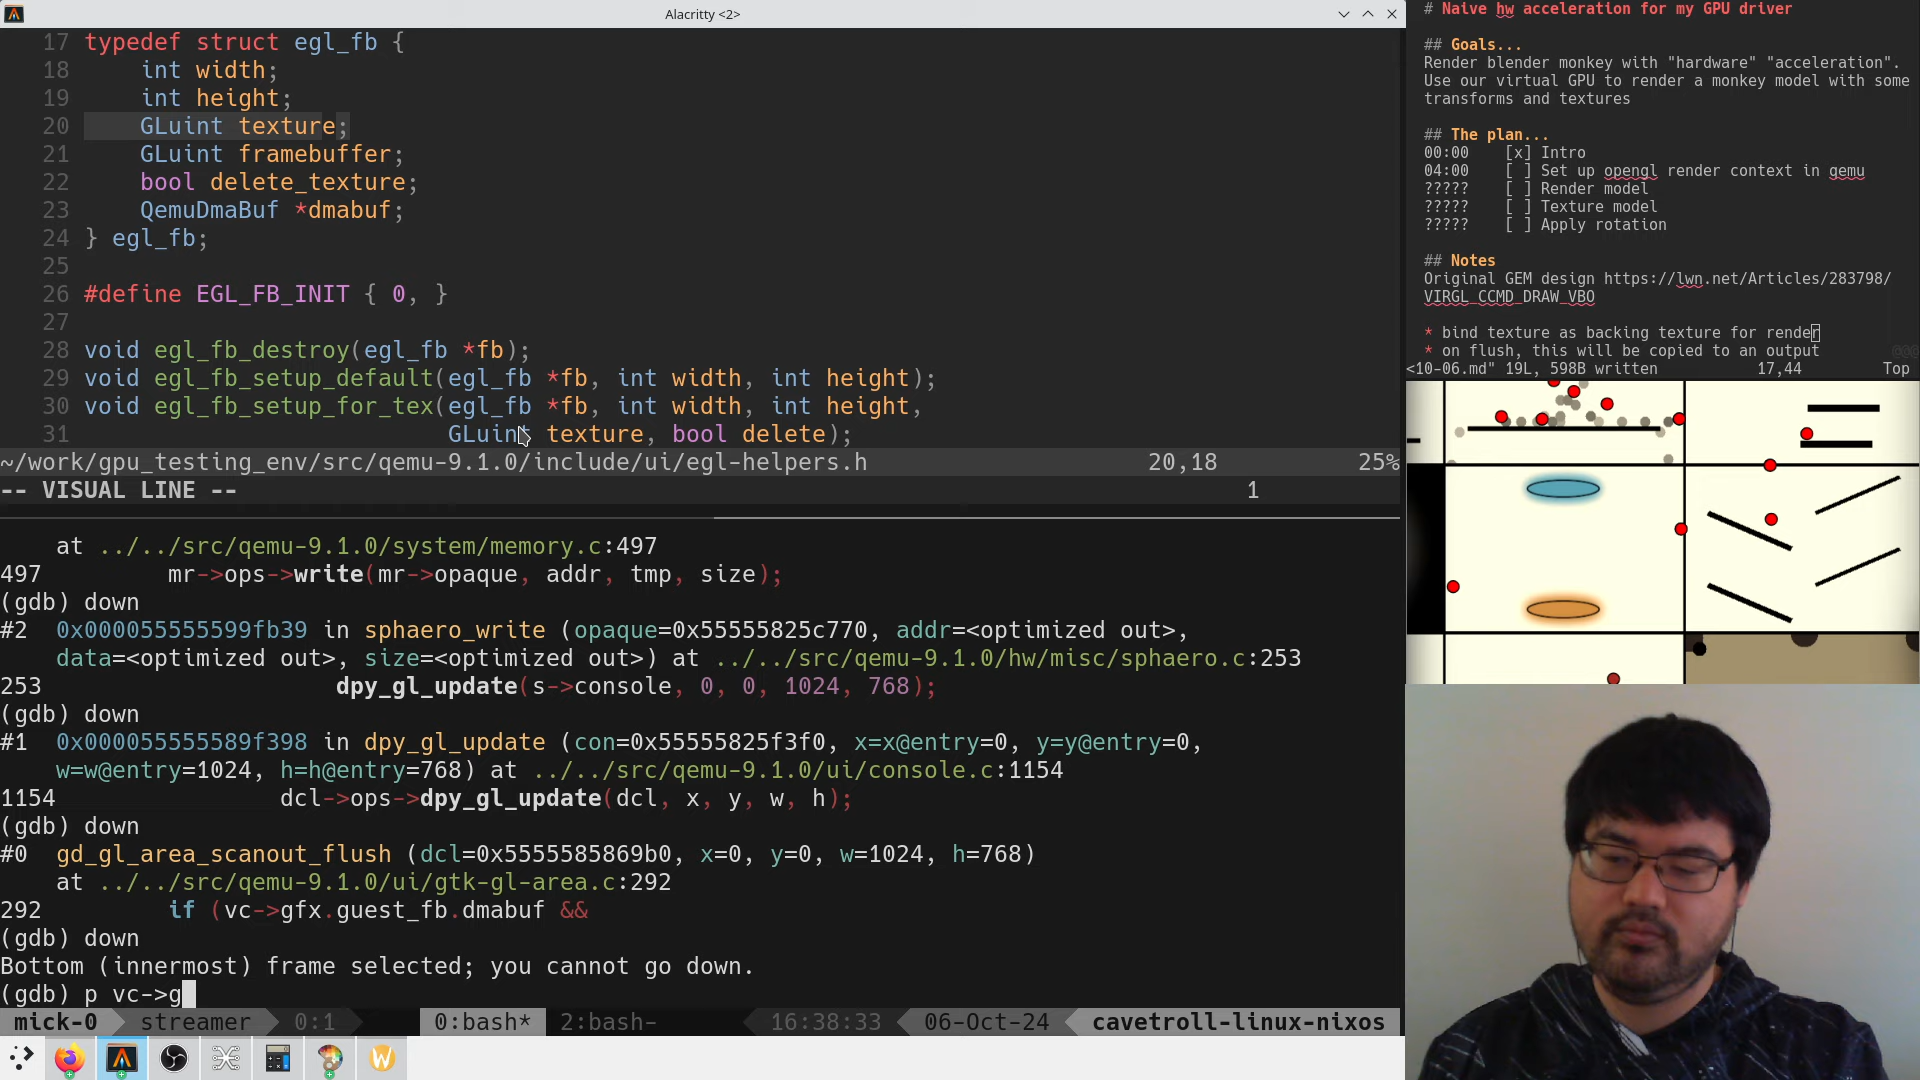 Alacritty <2>
17 typedef struct egl_fb {
18     int width;
19     int height;
20     GLuint texture;
21     GLuint framebuffer;
22     bool delete_texture;
23     QemuDmaBuf *dmabuf;
24 } egl_fb;
25
26 #define EGL_FB_INIT { 0, }
27
28 void egl_fb_destroy(egl_fb *fb);
29 void egl_fb_setup_default(egl_fb *fb, int width, int height);
30 void egl_fb_setup_for_tex(egl_fb *fb, int width, int height,
31                           GLuint texture, bool delete);
~/work/gpu_testing_env/src/qemu-9.1.0/include/ui/egl-helpers.h    20,18    25%
-- VISUAL LINE --    1
    at ../../src/qemu-9.1.0/system/memory.c:497
497         mr->ops->write(mr->opaque, addr, tmp, size);
(gdb) down
#2  0x000055555599fb39 in sphaero_write (opaque=0x55555825c770, addr=<optimized out>,
    data=<optimized out>, size=<optimized out>) at ../../src/qemu-9.1.0/hw/misc/sphaero.c:253
253                     dpy_gl_update(s->console, 0, 0, 1024, 768);
(gdb) down
#1  0x000055555589f398 in dpy_gl_update (con=0x55555825f3f0, x=x@entry=0, y=y@entry=0,
    w=w@entry=1024, h=h@entry=768) at ../../src/qemu-9.1.0/ui/console.c:1154
1154                dcl->ops->dpy_gl_update(dcl, x, y, w, h);
(gdb) down
#0  gd_gl_area_scanout_flush (dcl=0x5555585869b0, x=0, y=0, w=1024, h=768)
    at ../../src/qemu-9.1.0/ui/gtk-gl-area.c:292
292         if (vc->gfx.guest_fb.dmabuf &&
(gdb) down
Bottom (innermost) frame selected; you cannot go down.
(gdb) p vc->g
mick-0  streamer  0:1  0:bash*  2:bash-  16:38:33  06-Oct-24  cavetroll-linux-nixos
# Naive hw acceleration for my GPU driver
## Goals...
Render blender monkey with "hardware" "acceleration".
Use our virtual GPU to render a monkey model with some
transforms and textures
## The plan...
00:00    [x] Intro
04:00    [ ] Set up opengl render context in qemu
?????    [ ] Render model
?????    [ ] Texture model
?????    [ ] Apply rotation
## Notes
Original GEM design https://lwn.net/Articles/283798/
VIRGL_CCMD_DRAW_VBO
* bind texture as backing texture for render
* on flush, this will be copied to an output
@@@
<10-06.md" 19L, 598B written    17,44    Top